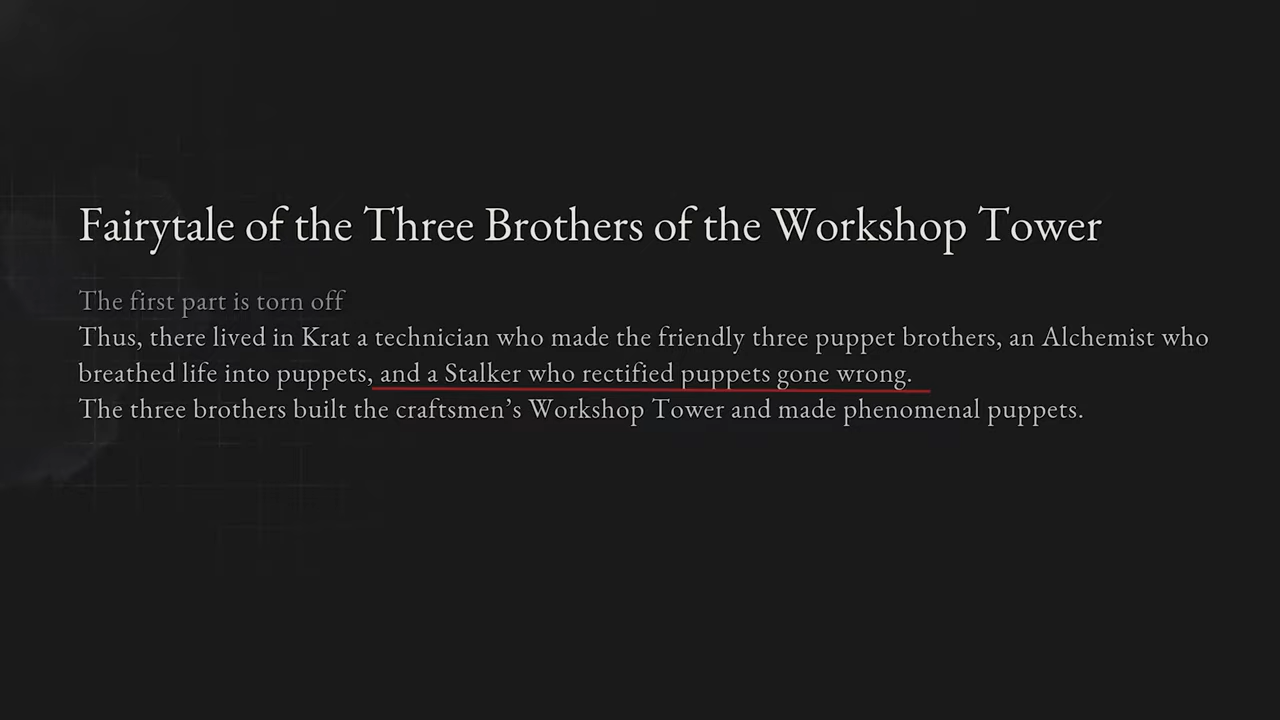 Fairytale of the Three Brothers of the Workshop Tower
The first part is torn off
Thus, there lived in Krat a technician who made the friendly three puppet brothers, an Alchemist who
breathed life into puppets, and a Stalker who rectified puppets gone wrong.
The three brothers built the craftsmen’s Workshop Tower and made phenomenal puppets.